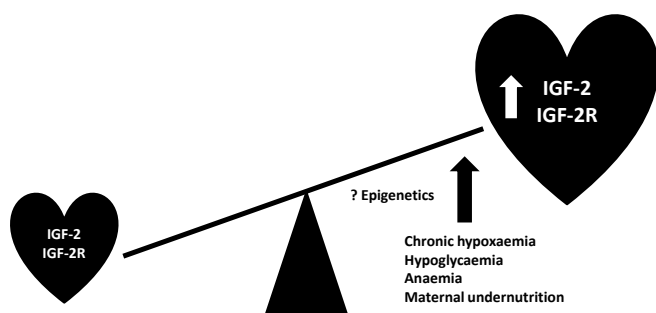 IGF-2
IGF-2R
IGF-2
IGF-2R
? Epigenetics
Chronic hypoxaemia
Hypoglycaemia
Anaemia
Maternal undernutrition